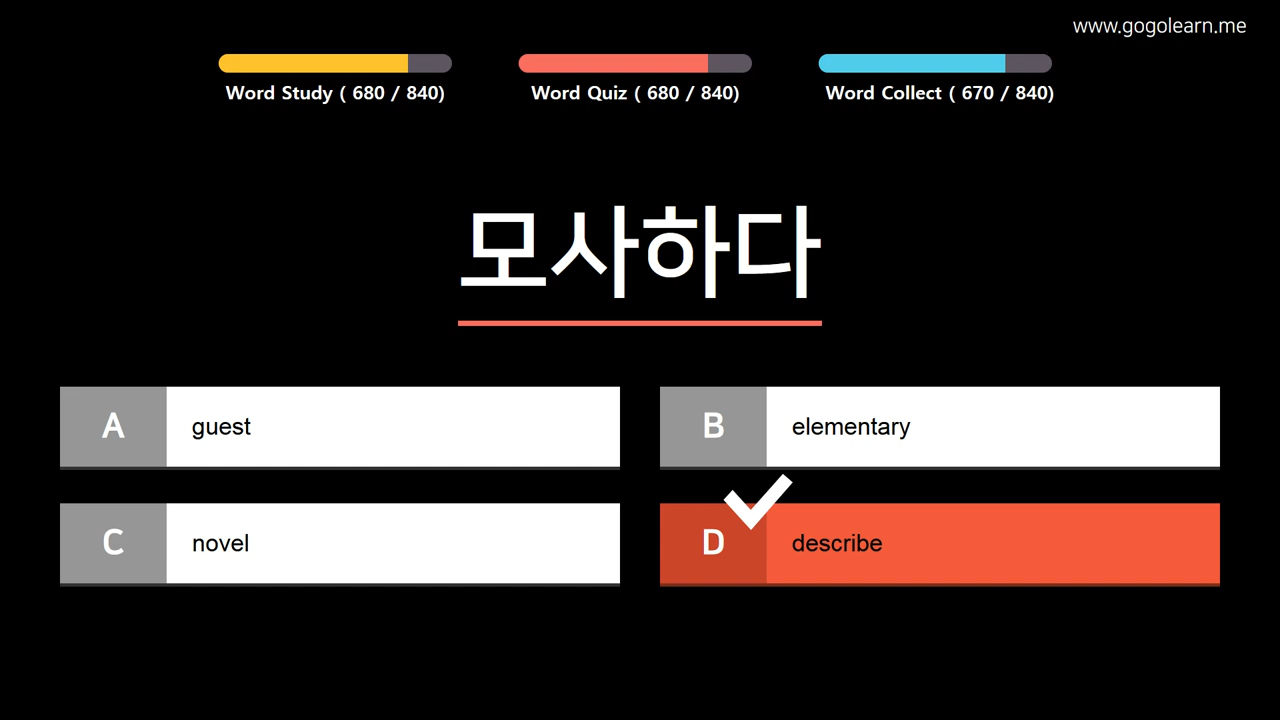 www.gogolearn.me
Word Study ( 680 / 840)
Word Quiz ( 680 / 840)
Word Collect ( 670 / 840)
모사하다
A guest
B elementary
C novel
D describe